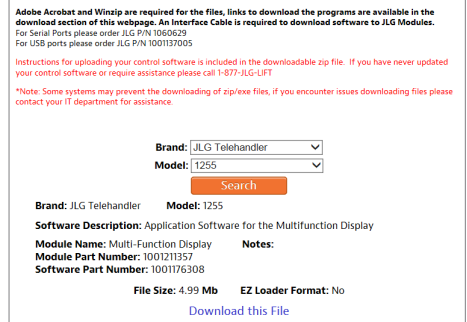 Adobe Acrobat and Winzip are required for the files, links to download the programs are available in the
download section of this webpage. An Interface Cable is required to download software to JLG Modules.
For Serial Ports please order JLG P/N 1060629
For USB ports please order JLG P/N 1001137005
Instructions for uploading your control software is included in the downloadable zip file. If you have never updated
your control software or require assistance please call 1-877-JLG-LIFT
*Note: Some systems may prevent the downloading of zip/exe files, if you encounter issues downloading files please
contact your IT department for assistance.
Brand: JLG Telehandler
Model: 1255
Search
Brand: JLG Telehandler Model: 1255
Software Description: Application Software for the Multifunction Display
Module Name: Multi-Function Display Notes:
Module Part Number: 1001211357
Software Part Number: 1001176308
File Size: 4.99 Mb EZ Loader Format: No
Download this File